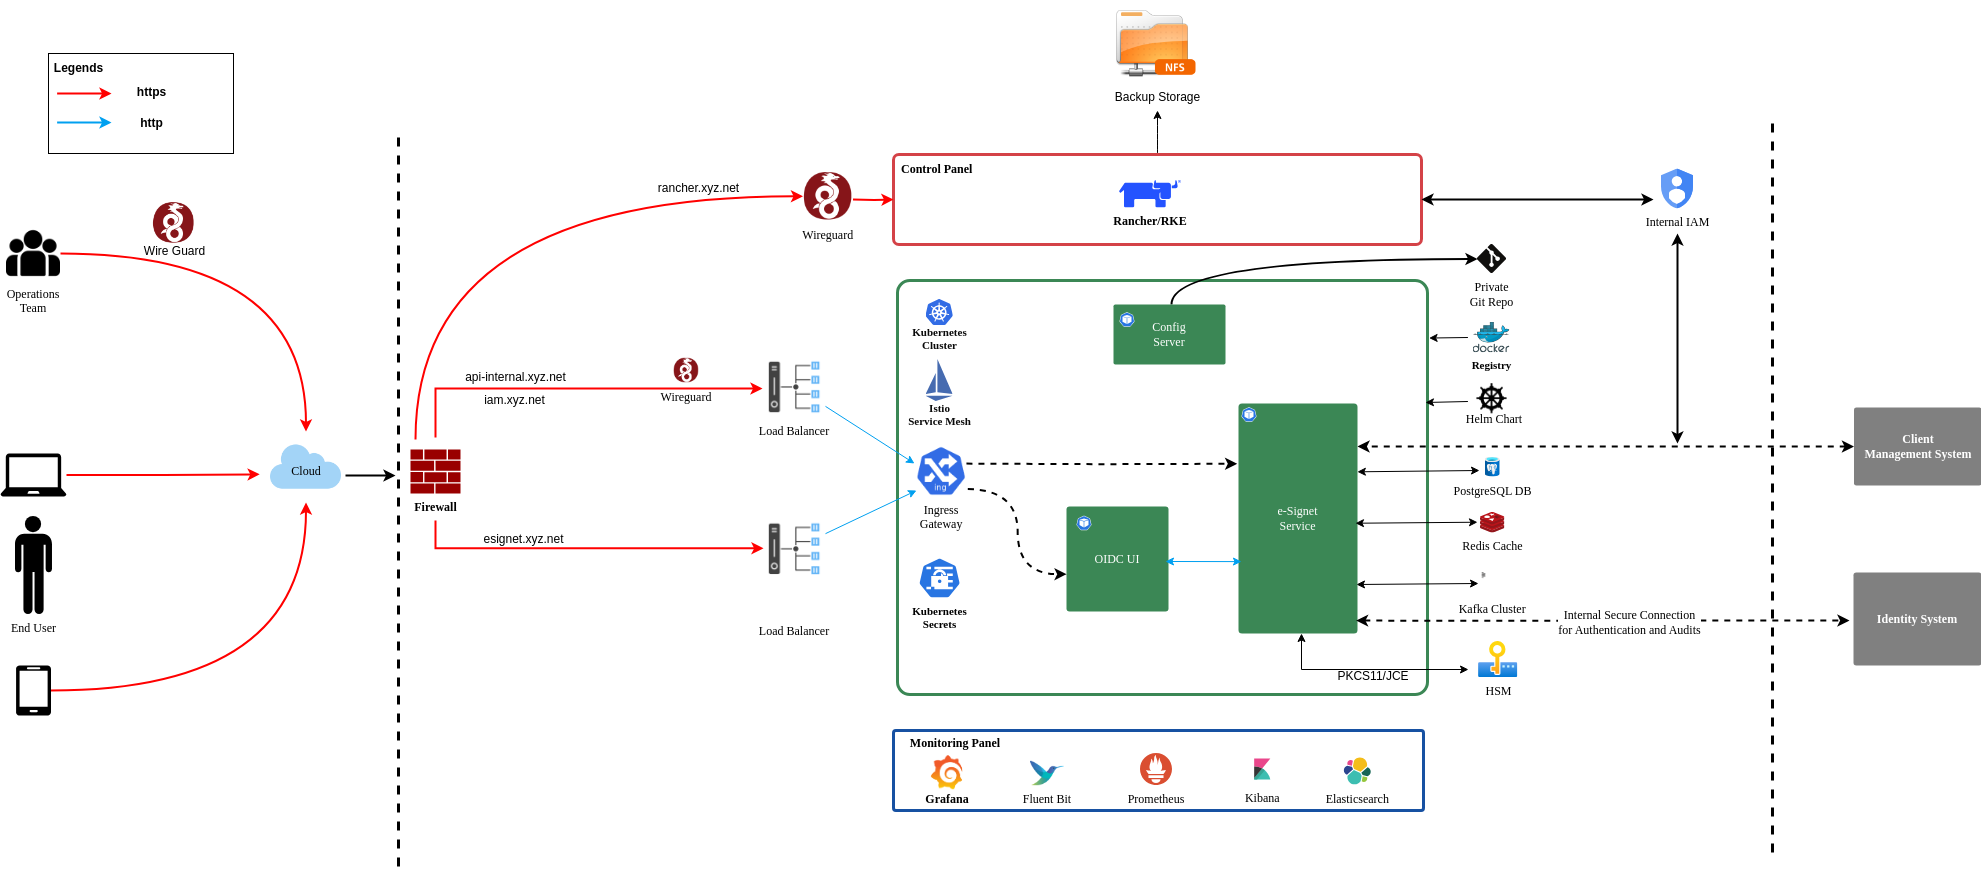 Legends
https
http
NFS
Backup Storage
rancher.xyz.net
Wireguard
Control Panel
Rancher/RKE
Internal IAM
Wire Guard
Operations
Team
Private
Git Repo
Kubernetes
Cluster
Config
Server
docker
Registry
api-internal.xyz.net
iam.xyz.net
Wireguard
Load Balancer
Istio
Service Mesh
Helm Chart
Client
Management System
Cloud
Firewall
ing
Ingress
Gateway
e-Signet
Service
PostgreSQL DB
Redis Cache
esignet.xyz.net
OIDC UI
Kubernetes
Secrets
Load Balancer
End User
Kafka Cluster
Internal Secure Connection
for Authentication and Audits
Identity System
PKCS11/JCE
HSM
Monitoring Panel
Grafana
Fluent Bit
Prometheus
Kibana
Elasticsearch